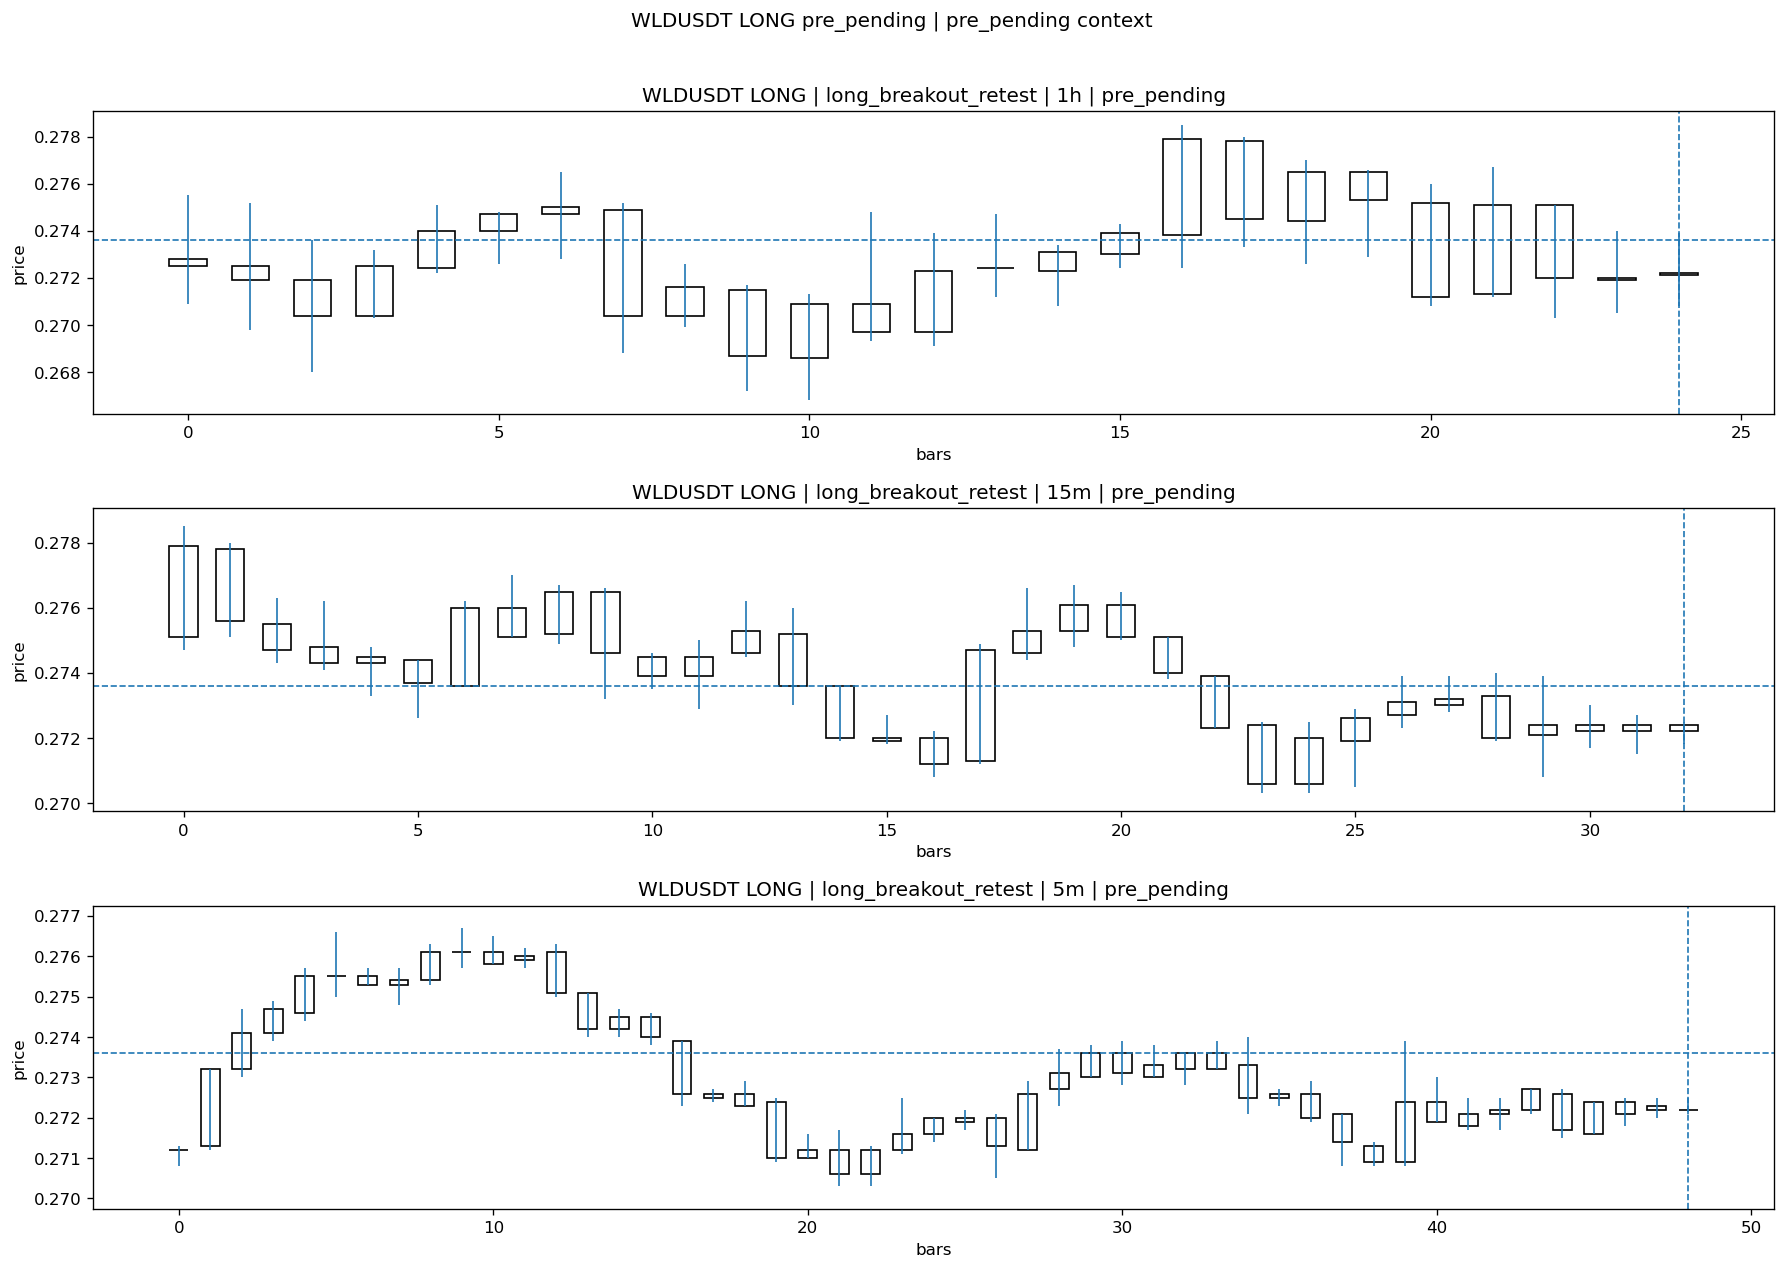 WLDUSDT LONG pre_pending | pre_pending context
WLDUSDT LONG | long_breakout_retest | 1h | pre_pending
0.278
0.276
0.274
0.272
0.270
0.268
price
0 5 10 15 20 25
bars
WLDUSDT LONG | long_breakout_retest | 15m | pre_pending
0.278
0.276
0.274
0.272
0.270
price
0 5 10 15 20 25 30
bars
WLDUSDT LONG | long_breakout_retest | 5m | pre_pending
0.277
0.276
0.275
0.274
0.273
0.272
0.271
0.270
price
0 10 20 30 40 50
bars